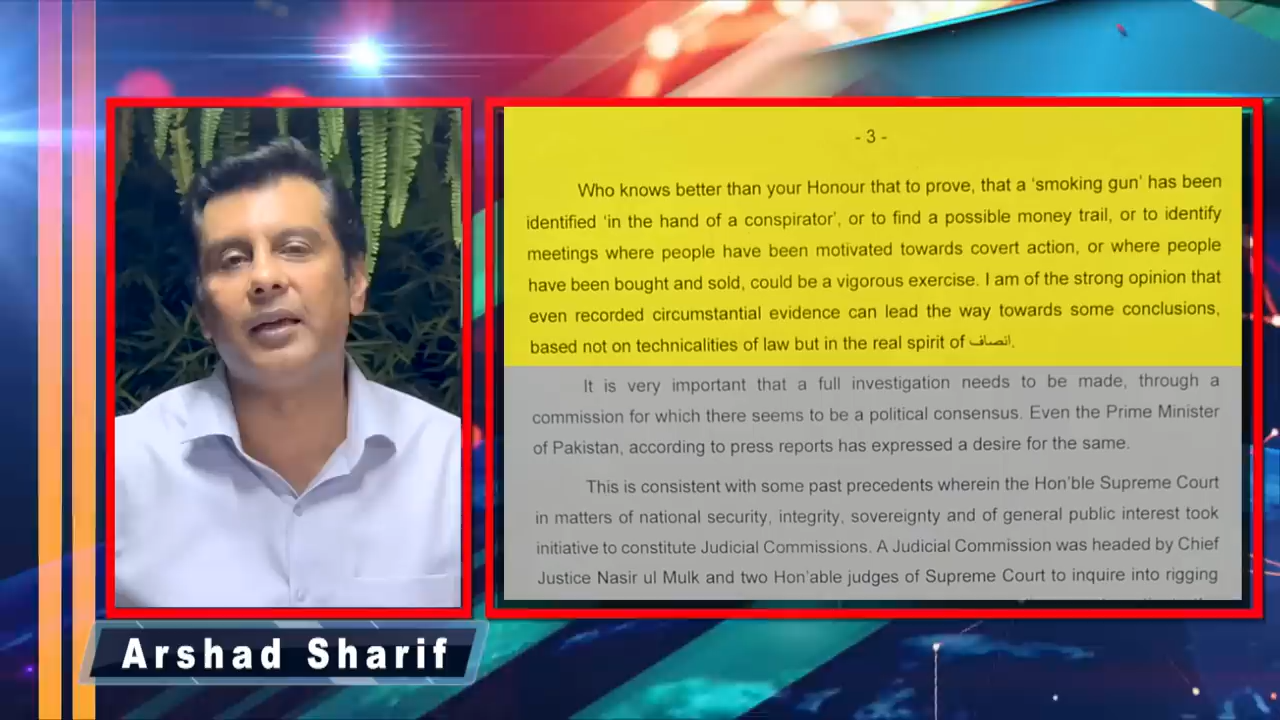 - 3 -
Who knows better than your Honour that to prove, that a ‘smoking gun’ has been
identified ‘in the hand of a conspirator’, or to find a possible money trail, or to identify
meetings where people have been motivated towards covert action, or where people
have been bought and sold, could be a vigorous exercise. I am of the strong opinion that
even recorded circumstantial evidence can lead the way towards some conclusions,
based not on technicalities of law but in the real spirit of انصاف.
It is very important that a full investigation needs to be made, through a
commission for which there seems to be a political consensus. Even the Prime Minister
of Pakistan, according to press reports has expressed a desire for the same.
This is consistent with some past precedents wherein the Hon’ble Supreme Court
in matters of national security, integrity, sovereignty and of general public interest took
initiative to constitute Judicial Commissions. A Judicial Commission was headed by Chief
Justice Nasir ul Mulk and two Hon’able judges of Supreme Court to inquire into rigging
Arshad Sharif